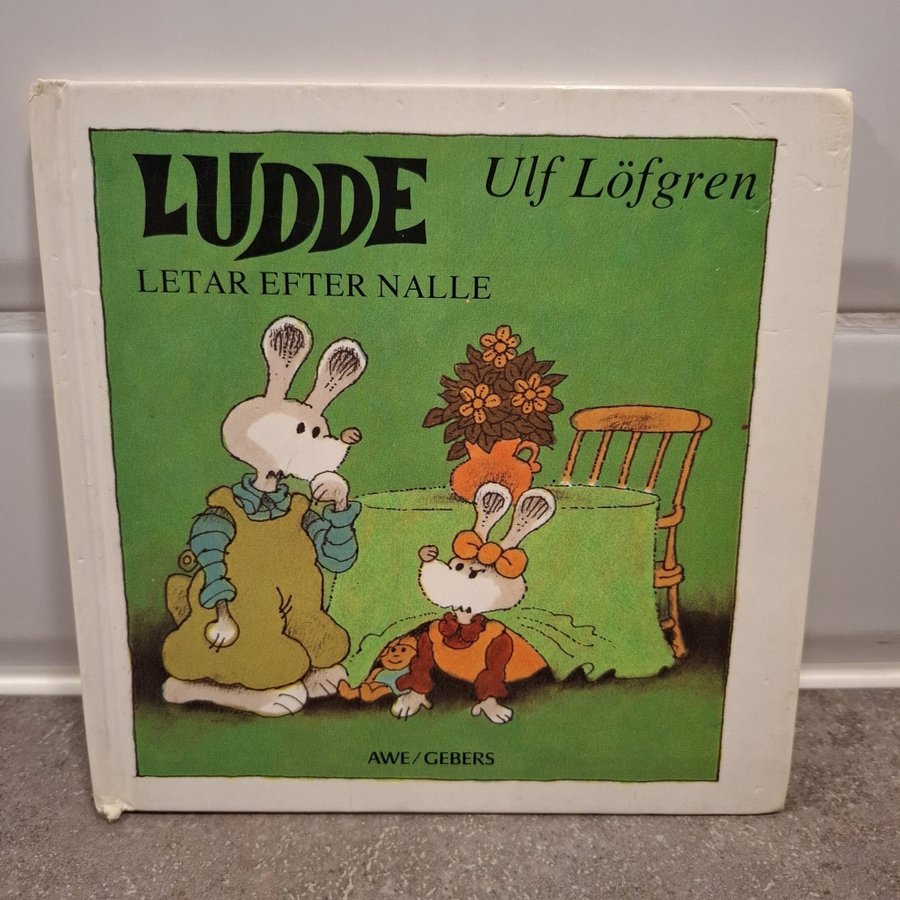 LUDDE
Ulf Löfgren
LETAR EFTER NALLE
AWE/GEBERS